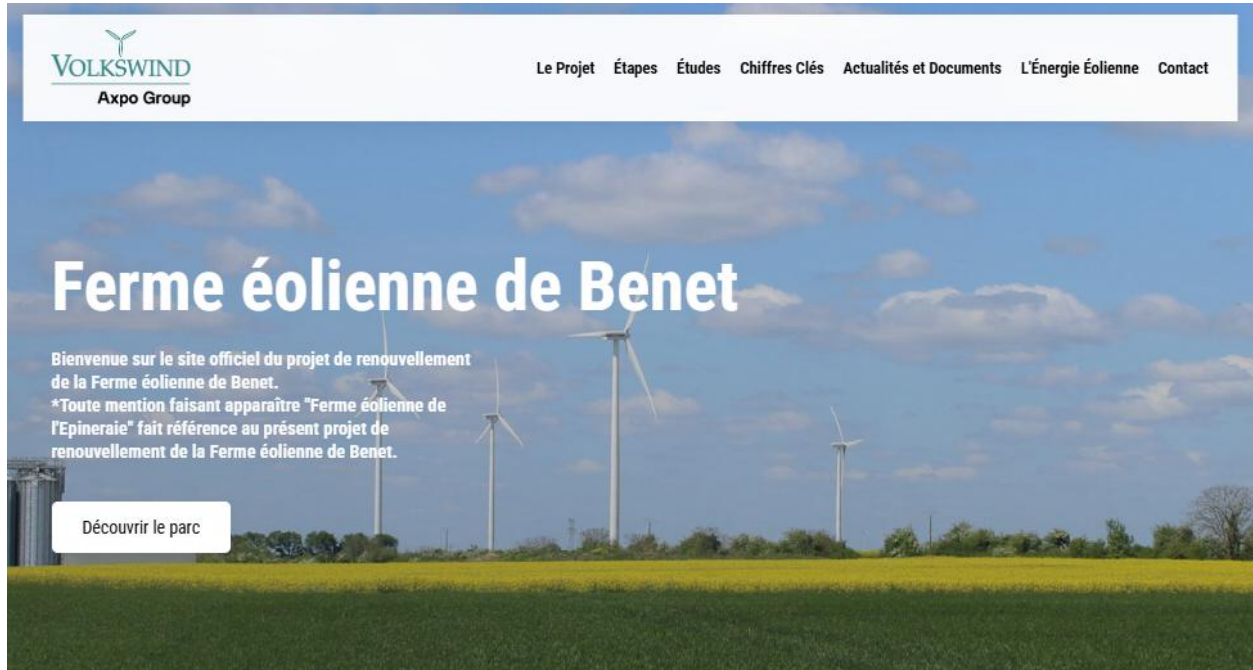 VOLKSWIND
Axpo Group
Le Projet Étapes Études Chiffres Clés Actualités et Documents L'Énergie Éolienne Contact
Ferme éolienne de Benet
Bienvenue sur le site officiel du projet de renouvellement
de la Ferme éolienne de Benet.
*Toute mention faisant apparaître "Ferme éolienne de
l'Epineraie" fait référence au présent projet de
renouvellement de la Ferme éolienne de Benet.
Découvrir le parc